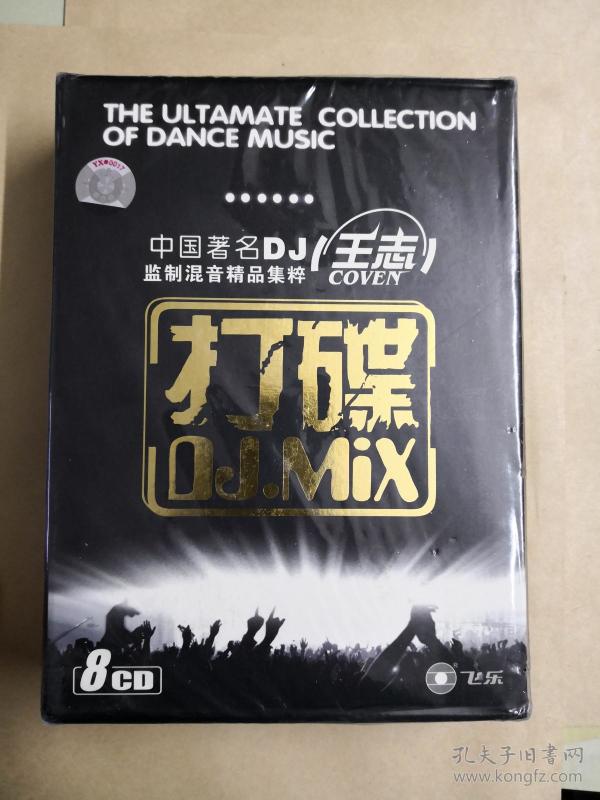 THE ULTAMATE COLLECTION
OF DANCE MUSIC
YX#0017
中国著名DJ
王志
监制混音精品集粹
COVEN
打碟
DJ.MiX
8CD
飞乐
孔夫子旧书网
www.kongfz.com